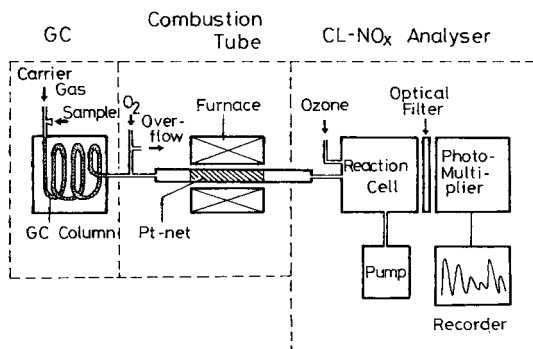 GC
Combustion
Tube
CL-NOx Analyser
Carrier
Gas
Sample
GC Column
O2
Over-
flow
Furnace
Pt-net
Ozone
Optical
Filter
Reaction
Cell
Photo-
Multi-
plier
Pump
Recorder